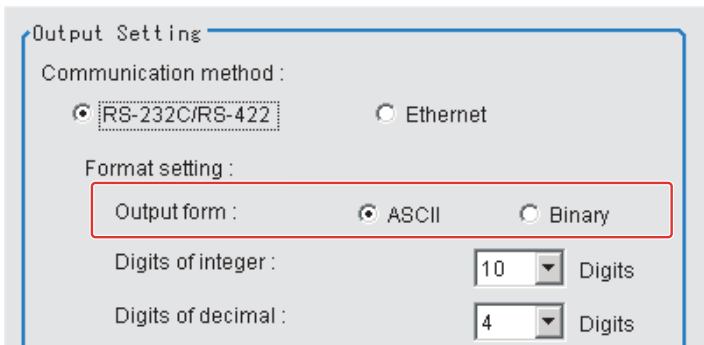 Output Setting
Communication method :
RS-232C/RS-422 Ethernet
Format setting :
Output form : ASCII Binary
Digits of integer : 10 Digits
Digits of decimal : 4 Digits